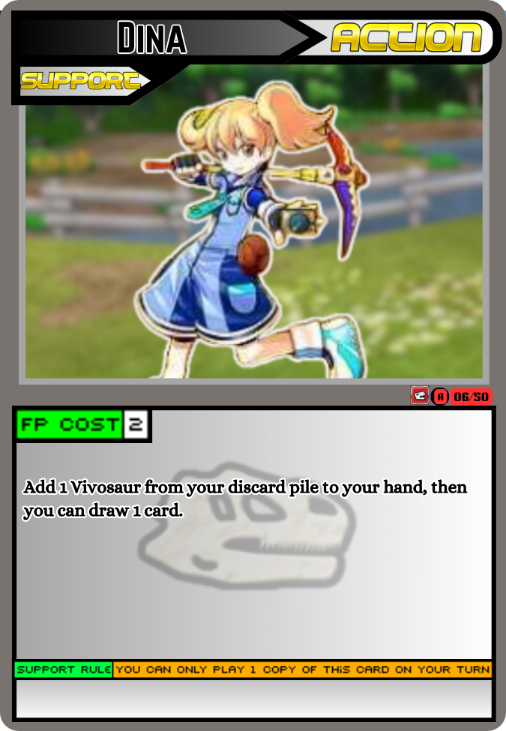 DINA
ACTION
SUPPORT
A 06/50
FP COST 2
Add 1 Vivosaur from your discard pile to your hand, then
you can draw 1 card.
SUPPORT RULE YOU CAN ONLY PLAY 1 COPY OF THIS CARD ON YOUR TURN